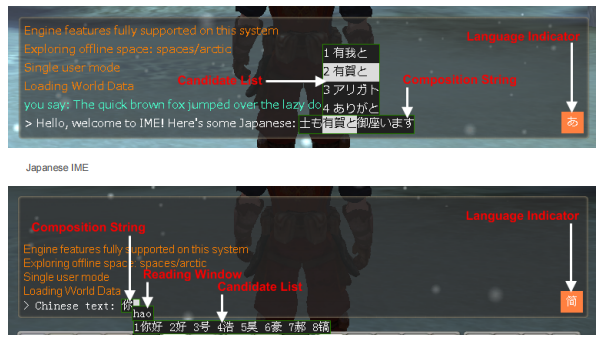 Engine features fully supported on this system
Exploring offline space: spaces/arctic
Language Indicator
Single user mode
Loading World Data
Candidate List
1 有我と
2 有賀と
3 アリガト
4 ありがと
Composition String
you say: The quick brown fox jumped over the lazy do
> Hello, welcome to IME! Here's some Japanese: 士も有賀と御座います
あ
Japanese IME
Language Indicator
Composition String
Engine features fully supported on this system
Exploring offline space: spaces/arctic
Single user mode
Reading Window
Loading World Data
Candidate List
> Chinese text: 你
简
hao
1你好 2好 3号 4浩 5昊 6豪 7郝 8镐